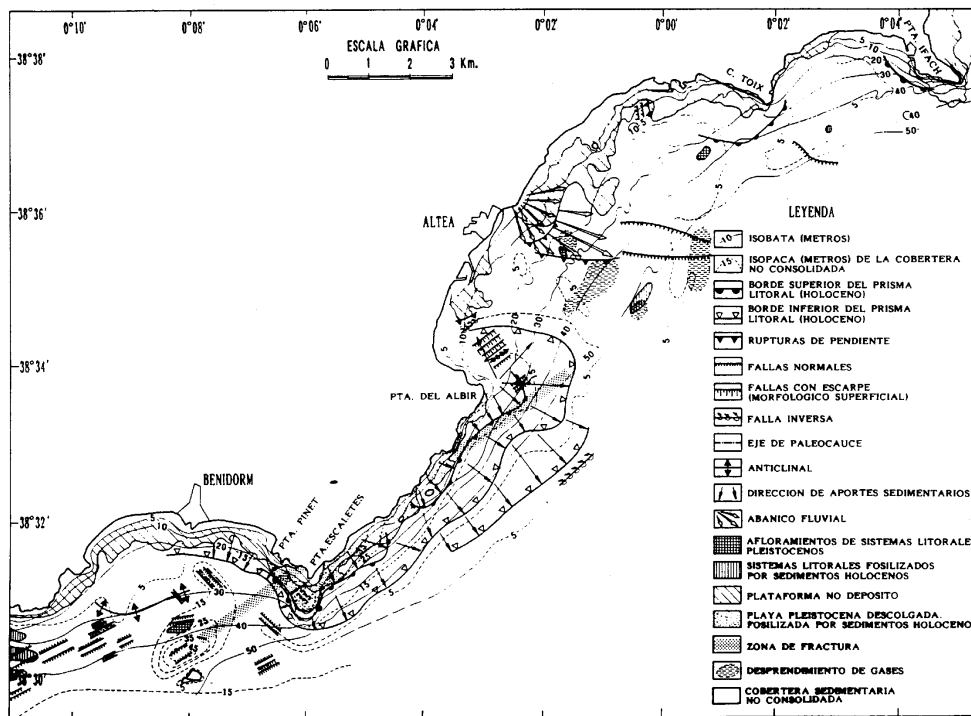 0°10'
0°08'
0°06'
0°04'
0°02'
0°00'
0°02'
0°04'
ESCALA GRAFICA
0 1 2 3 Km.
38°38'
38°36'
38°34'
38°32'
38°30'
PTA. IFACH
C. TOIX
ALTEA
PTA. DEL ALBIR
BENIDORM
PTA. PINET
PTA. ESCALETES
LEYENDA
-10 ISOBATA (METROS)
-15 ISOPACA (METROS) DE LA COBERTERA
NO CONSOLIDADA
BORDE SUPERIOR DEL PRISMA
LITORAL (HOLOCENO)
BORDE INFERIOR DEL PRISMA
LITORAL (HOLOCENO)
RUPTURAS DE PENDIENTE
FALLAS NORMALES
FALLAS CON ESCARPE
(MORFOLOGICO SUPERFICIAL)
FALLA INVERSA
EJE DE PALEOCAUCE
ANTICLINAL
DIRECCION DE APORTES SEDIMENTARIOS
ABANICO FLUVIAL
AFLORAMIENTOS DE SISTEMAS LITORALE
PLEISTOCENOS
SISTEMAS LITORALES FOSILIZADOS
POR SEDIMENTOS HOLOCENOS
PLATAFORMA NO DEPOSITO
PLAYA PLEISTOCENA DESCOLGADA
FOSILIZADA POR SEDIMENTOS HOLOCENO
ZONA DE FRACTURA
DESPRENDIMIENTO DE GASES
COBERTERA SEDIMENTARIA
NO CONSOLIDADA